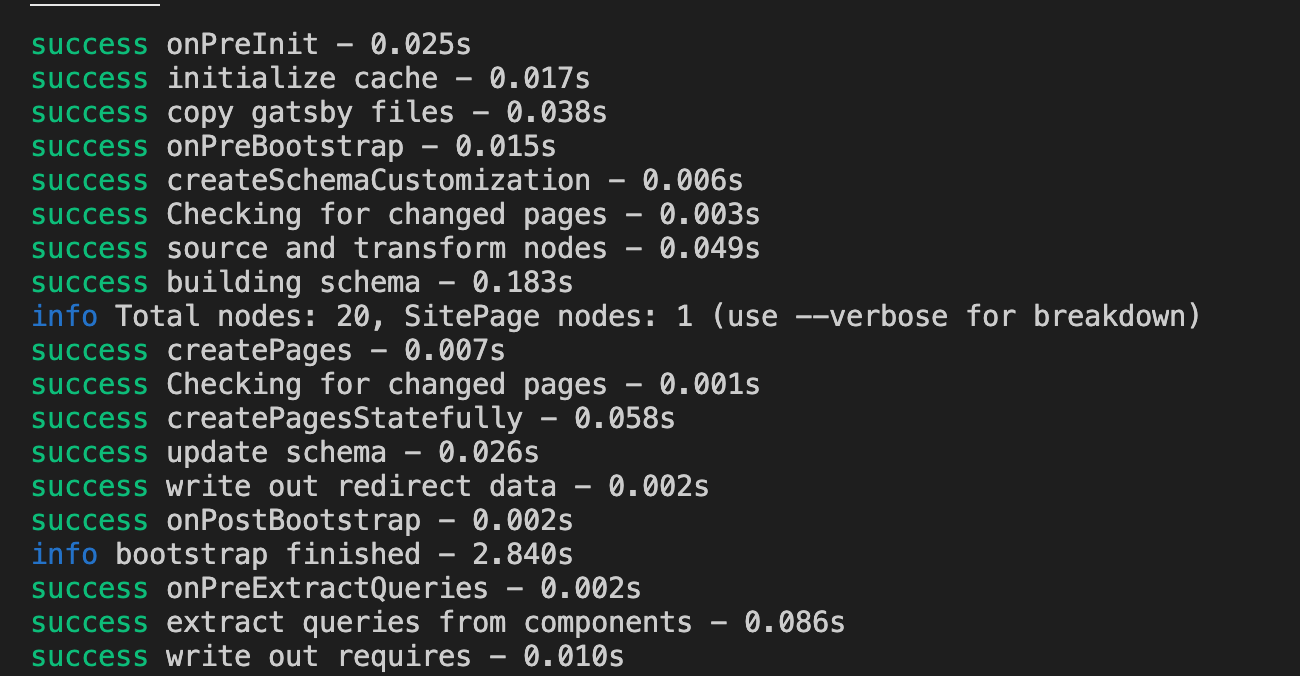 success onPreInit – 0.025s
success initialize cache – 0.017s
success copy gatsby files – 0.038s
success onPreBootstrap – 0.015s
success createSchemaCustomization – 0.006s
success Checking for changed pages – 0.003s
success source and transform nodes – 0.049s
success building schema – 0.183s
info Total nodes: 20, SitePage nodes: 1 (use --verbose for breakdown)
success createPages – 0.007s
success Checking for changed pages – 0.001s
success createPagesStatefully – 0.058s
success update schema – 0.026s
success write out redirect data – 0.002s
success onPostBootstrap – 0.002s
info bootstrap finished – 2.840s
success onPreExtractQueries – 0.002s
success extract queries from components – 0.086s
success write out requires – 0.010s